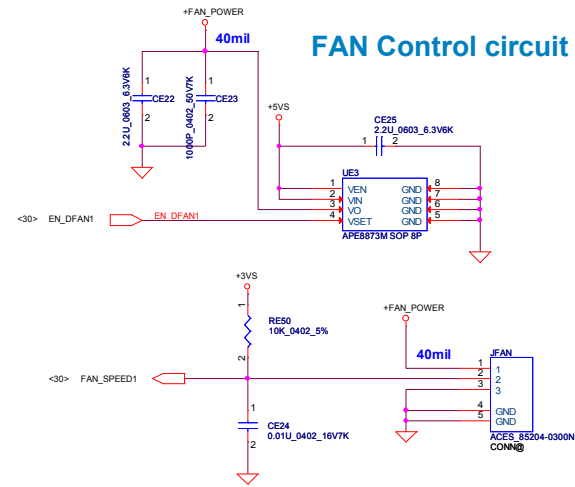 +FAN_POWER
FAN Control circuit
40mil
1
CE22
2
2.2U_0603_6.3V6K
1
CE23
2
1000P_0402_50V7K
+5VS
CE25
2.2U_0603_6.3V6K
1
2
UE3
1 VEN GND 8
2 VIN GND 7
3 VO GND 6
4 VSET GND 5
APE8873M SOP 8P
<30> EN_DFAN1 EN_DFAN1
+3VS
1
RE50
10K_0402_5%
2
+FAN_POWER
40mil
JFAN
1 1
2 2
3 3
4 GND
5 GND
ACES_85204-0300N
CONN@
<30> FAN_SPEED1
1
CE24
0.01U_0402_16V7K
2